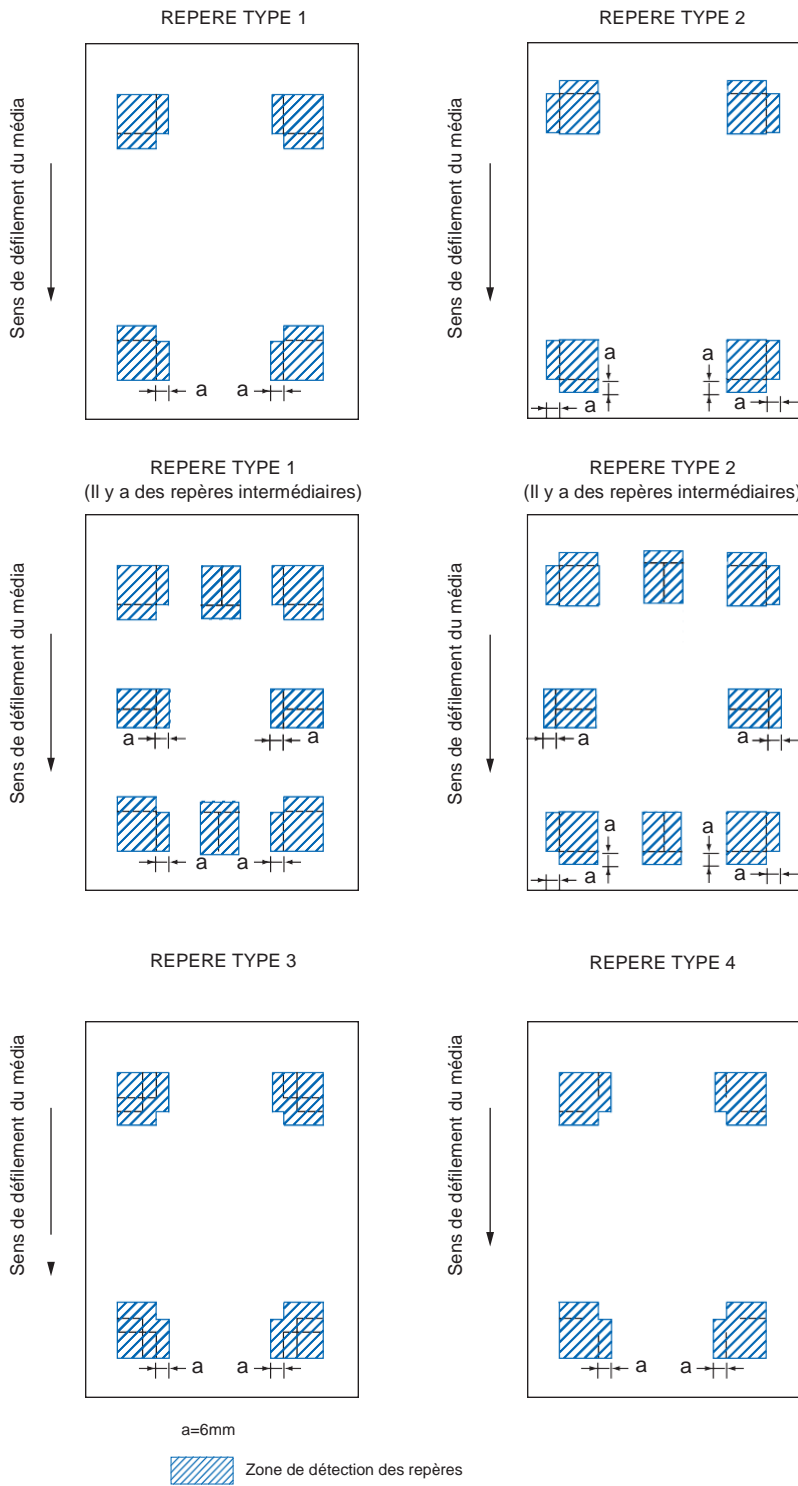 REPERE TYPE 1
REPERE TYPE 2
Sens de défilement du média
Sens de défilement du média
a
a
a
a
a
a
REPERE TYPE 1
(Il y a des repères intermédiaires)
REPERE TYPE 2
(Il y a des repères intermédiaires)
Sens de défilement du média
Sens de défilement du média
a
a
a
a
a
a
a
a
a
a
REPERE TYPE 3
REPERE TYPE 4
Sens de défilement du média
Sens de défilement du média
a
a
a
a
a=6mm
Zone de détection des repères